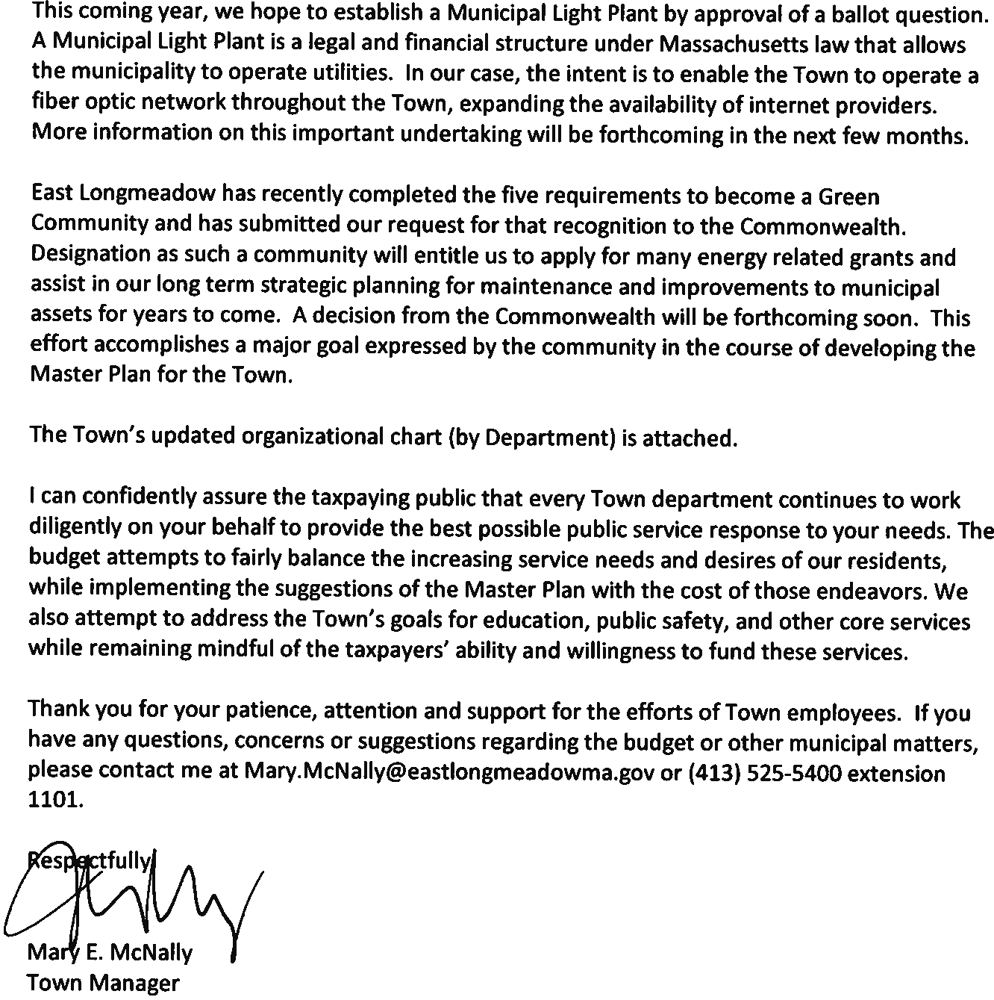 This coming year, we hope to establish a Municipal Light Plant by approval of a ballot question.
A Municipal Light Plant is a legal and financial structure under Massachusetts law that allows
the municipality to operate utilities.  In our case, the intent is to enable the Town to operate a
fiber optic network throughout the Town, expanding the availability of internet providers.
More information on this important undertaking will be forthcoming in the next few months.

East Longmeadow has recently completed the five requirements to become a Green
Community and has submitted our request for that recognition to the Commonwealth.
Designation as such a community will entitle us to apply for many energy related grants and
assist in our long term strategic planning for maintenance and improvements to municipal
assets for years to come.  A decision from the Commonwealth will be forthcoming soon.  This
effort accomplishes a major goal expressed by the community in the course of developing the
Master Plan for the Town.

The Town's updated organizational chart (by Department) is attached.

I can confidently assure the taxpaying public that every Town department continues to work
diligently on your behalf to provide the best possible public service response to your needs. The
budget attempts to fairly balance the increasing service needs and desires of our residents,
while implementing the suggestions of the Master Plan with the cost of those endeavors. We
also attempt to address the Town's goals for education, public safety, and other core services
while remaining mindful of the taxpayers' ability and willingness to fund these services.

Thank you for your patience, attention and support for the efforts of Town employees.  If you
have any questions, concerns or suggestions regarding the budget or other municipal matters,
please contact me at Mary.McNally@eastlongmeadowma.gov or (413) 525-5400 extension
1101.

Respectfully
Mary E. McNally
Town Manager